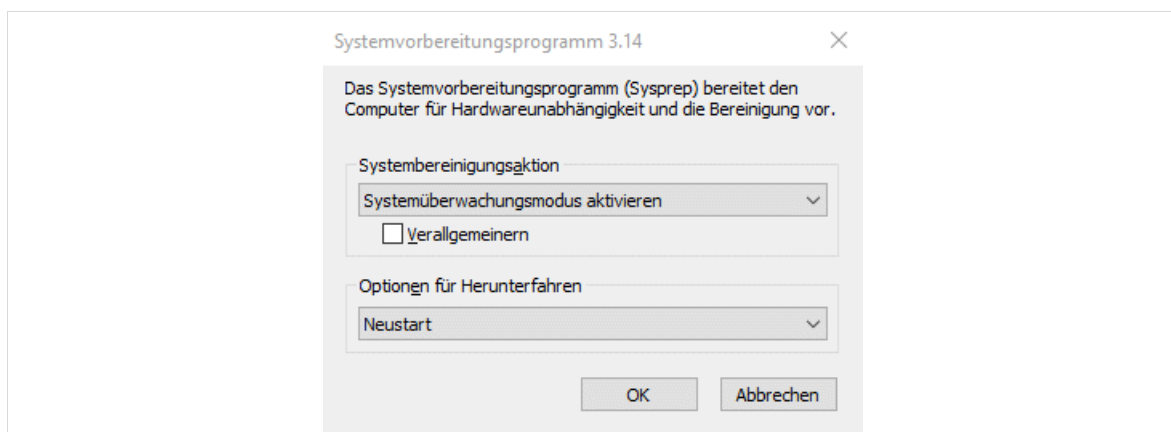 Systemvorbereitungsprogramm 3.14
Das Systemvorbereitungsprogramm (Sysprep) bereitet den
Computer für Hardwareunabhängigkeit und die Bereinigung vor.
Systembereinigungsaktion
Systemüberwachungsmodus aktivieren
Verallgemeinern
Optionen für Herunterfahren
Neustart
OK Abbrechen